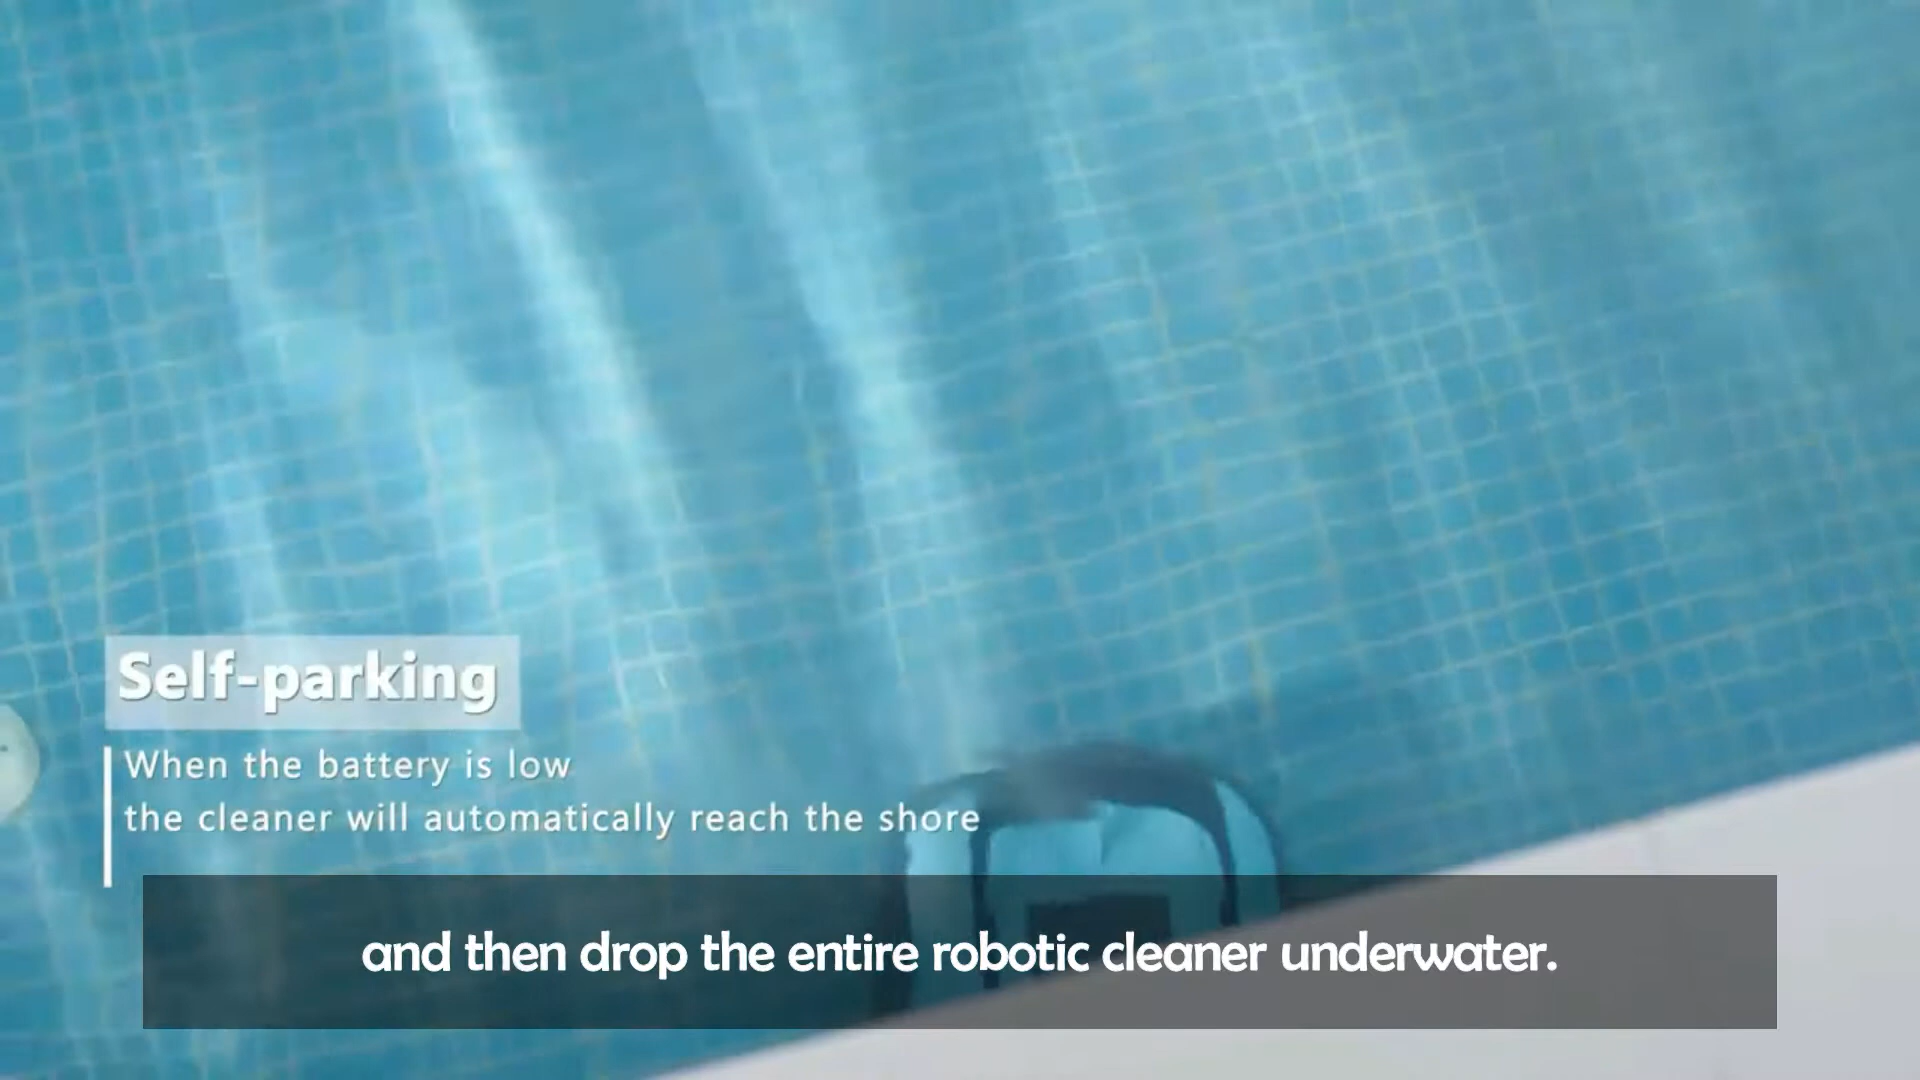 Self-parking
When the battery is low
the cleaner will automatically reach the shore
and then drop the entire robotic cleaner underwater.